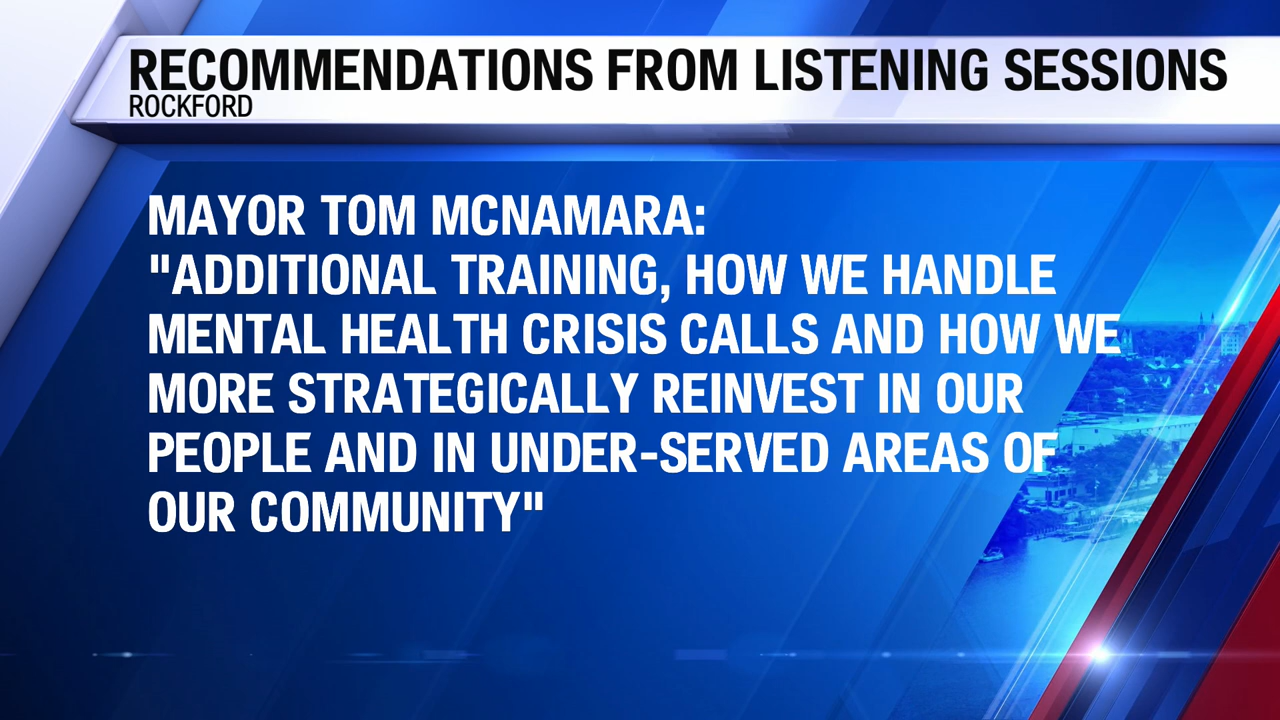 RECOMMENDATIONS FROM LISTENING SESSIONS
ROCKFORD
MAYOR TOM MCNAMARA:
"ADDITIONAL TRAINING, HOW WE HANDLE
MENTAL HEALTH CRISIS CALLS AND HOW WE
MORE STRATEGICALLY REINVEST IN OUR
PEOPLE AND IN UNDER-SERVED AREAS OF
OUR COMMUNITY"